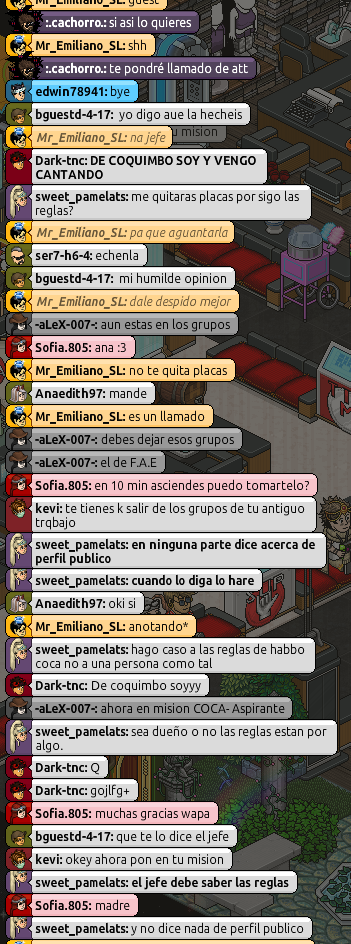 Mr_Emiliano_SL: guest
:.cachorro.: si asi lo quieres
Mr_Emiliano_SL: shh
:.cachorro.: te pondré llamado de att
edwin78941: bye
bguestd-4-17: yo digo aue la hecheis
u mision
Mr_Emiliano_SL: na jefe
Dark-tnc: DE COQUIMBO SOY Y VENGO
CANTANDO
sweet_pamelats: me quitaras placas por sigo las
reglas?
Mr_Emiliano_SL: pa que aguantarla
ser7-h6-4: echenla
bguestd-4-17: mi humilde opinion
Mr_Emiliano_SL: dale despido mejor
-aLeX-007-: aun estas en los grupos
Sofia.805: ana :3
Mr_Emiliano_SL: no te quita placas
Anaedith97: mande
Mr_Emiliano_SL: es un llamado
-aLeX-007-: debes dejar esos grupos
-aLeX-007-: el de F.A.E
Sofia.805: en 10 min asciendes puedo tomartelo?
kevi: te tienes k salir de los grupos de tu antiguo
trqbajo
sweet_pamelats: en ninguna parte dice acerca de
perfil publico
sweet_pamelats: cuando lo diga lo hare
Anaedith97: oki si
Mr_Emiliano_SL: anotando*
sweet_pamelats: hago caso a las reglas de habbo
coca no a una persona como tal
Dark-tnc: De coquimbo soyyy
-aLeX-007-: ahora en mision COCA- Aspirante
sweet_pamelats: sea dueño o no las reglas estan por
algo.
Dark-tnc: Q
Dark-tnc: gojlfg+
Sofia.805: muchas gracias wapa
bguestd-4-17: que te lo dice el jefe
kevi: okey ahora pon en tu mision
sweet_pamelats: el jefe debe saber las reglas
Sofia.805: madre
sweet_pamelats: y no dice nada de perfil publico